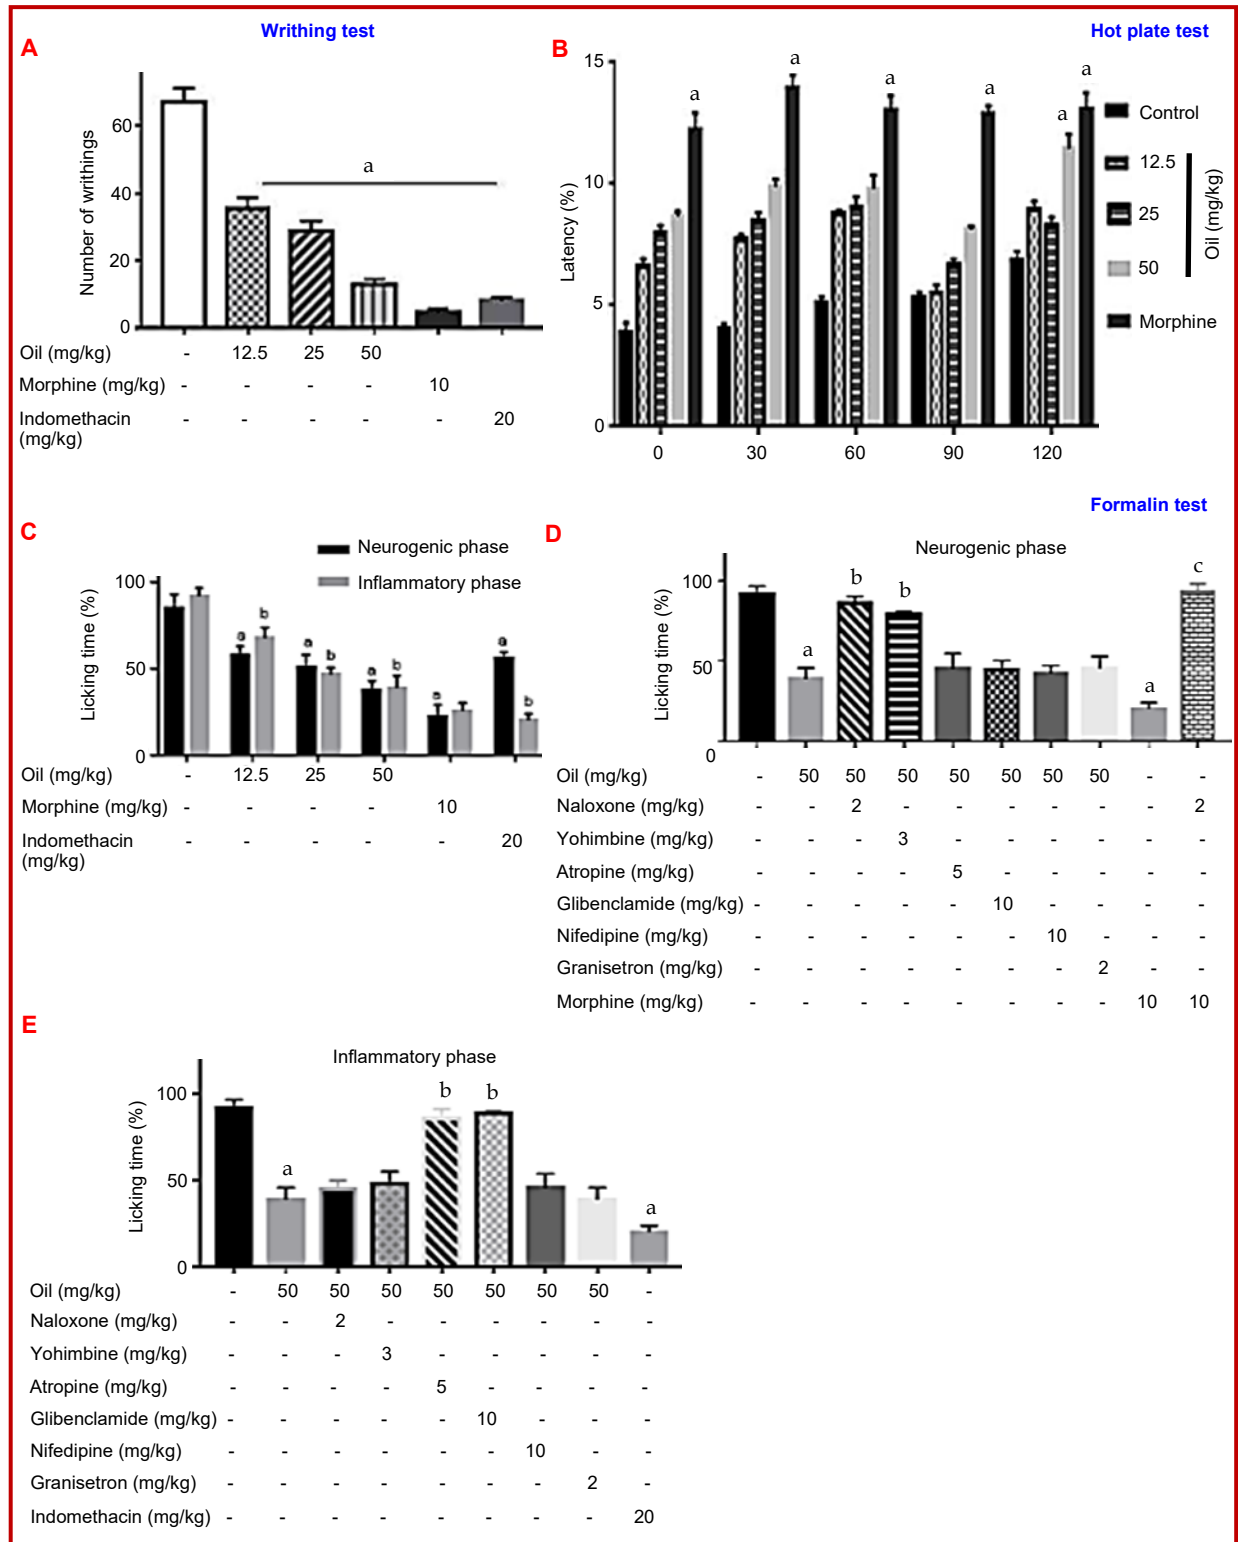 Writhing test
A
Number of writhings
60
40
20
0
a
Oil (mg/kg) - 12.5 25 50
Morphine (mg/kg) - - - - 10
Indomethacin (mg/kg) - - - - - 20
Hot plate test
B
Latency (%)
15
10
5
0
a a a a a a
0 30 60 90 120
Control
12.5
25
50
Oil (mg/kg)
Morphine
C
Neurogenic phase
Inflammatory phase
Licking time (%)
100
50
0
a b a b a b a a b
Oil (mg/kg) - 12.5 25 50
Morphine (mg/kg) - - - - 10
Indomethacin (mg/kg) - - - - - 20
Formalin test
D
Neurogenic phase
Licking time (%)
100
50
0
a b b a c
Oil (mg/kg) - 50 50 50 50 50 50 50 - -
Naloxone (mg/kg) - - 2 - - - - - - 2
Yohimbine (mg/kg) - - - 3 - - - - - -
Atropine (mg/kg) - - - - 5 - - - - -
Glibenclamide (mg/kg) - - - - - 10 - - - -
Nifedipine (mg/kg) - - - - - - 10 - - -
Granisetron (mg/kg) - - - - - - - 2 - -
Morphine (mg/kg) - - - - - - - - 10 10
E
Inflammatory phase
Licking time (%)
100
50
0
a b b a
Oil (mg/kg) - 50 50 50 50 50 50 50 -
Naloxone (mg/kg) - - 2 - - - - - -
Yohimbine (mg/kg) - - - 3 - - - - -
Atropine (mg/kg) - - - - 5 - - - -
Glibenclamide (mg/kg) - - - - - 10 - - -
Nifedipine (mg/kg) - - - - - - 10 - -
Granisetron (mg/kg) - - - - - - - 2 -
Indomethacin (mg/kg) - - - - - - - - 20